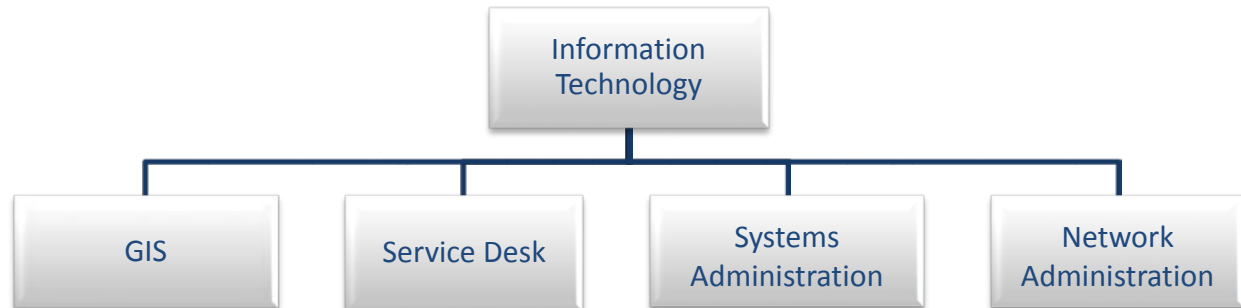 Information
Technology
GIS
Service Desk
Systems
Administration
Network
Administration